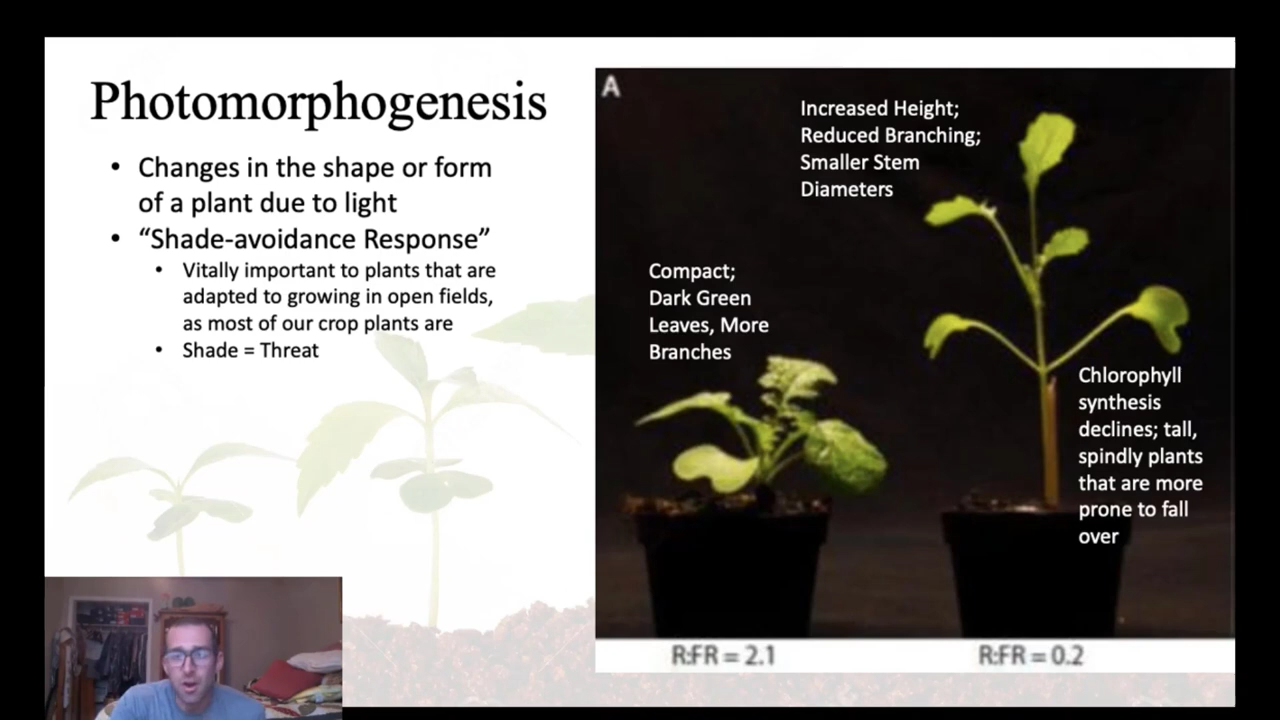 Photomorphogenesis
• Changes in the shape or form
of a plant due to light
• “Shade-avoidance Response”
• Vitally important to plants that are
adapted to growing in open fields,
as most of our crop plants are
• Shade = Threat
A
Increased Height;
Reduced Branching;
Smaller Stem
Diameters
Compact;
Dark Green
Leaves, More
Branches
Chlorophyll
synthesis
declines; tall,
spindly plants
that are more
prone to fall
over
R:FR = 2.1
R:FR = 0.2